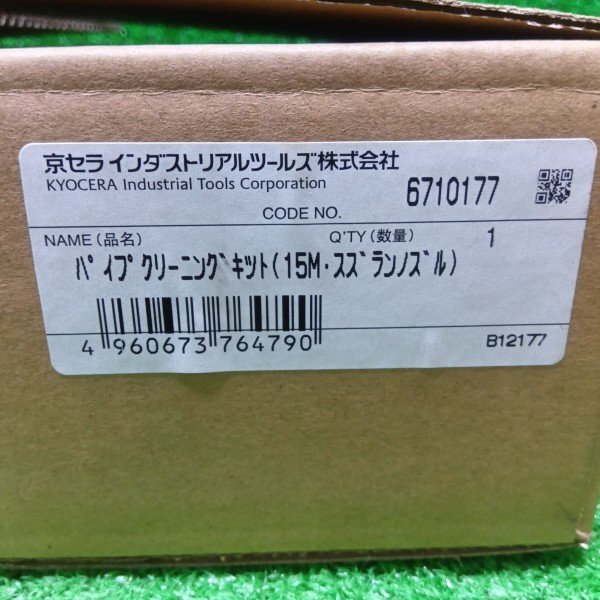 京セラ インダストリアルツールズ株式会社
KYOCERA Industrial Tools Corporation
CODE NO. 6710177
NAME (品名) Q'TY (数量) 1
パイプクリーニングキット(15M・スズランノズル)
4 960673 764790
B12177